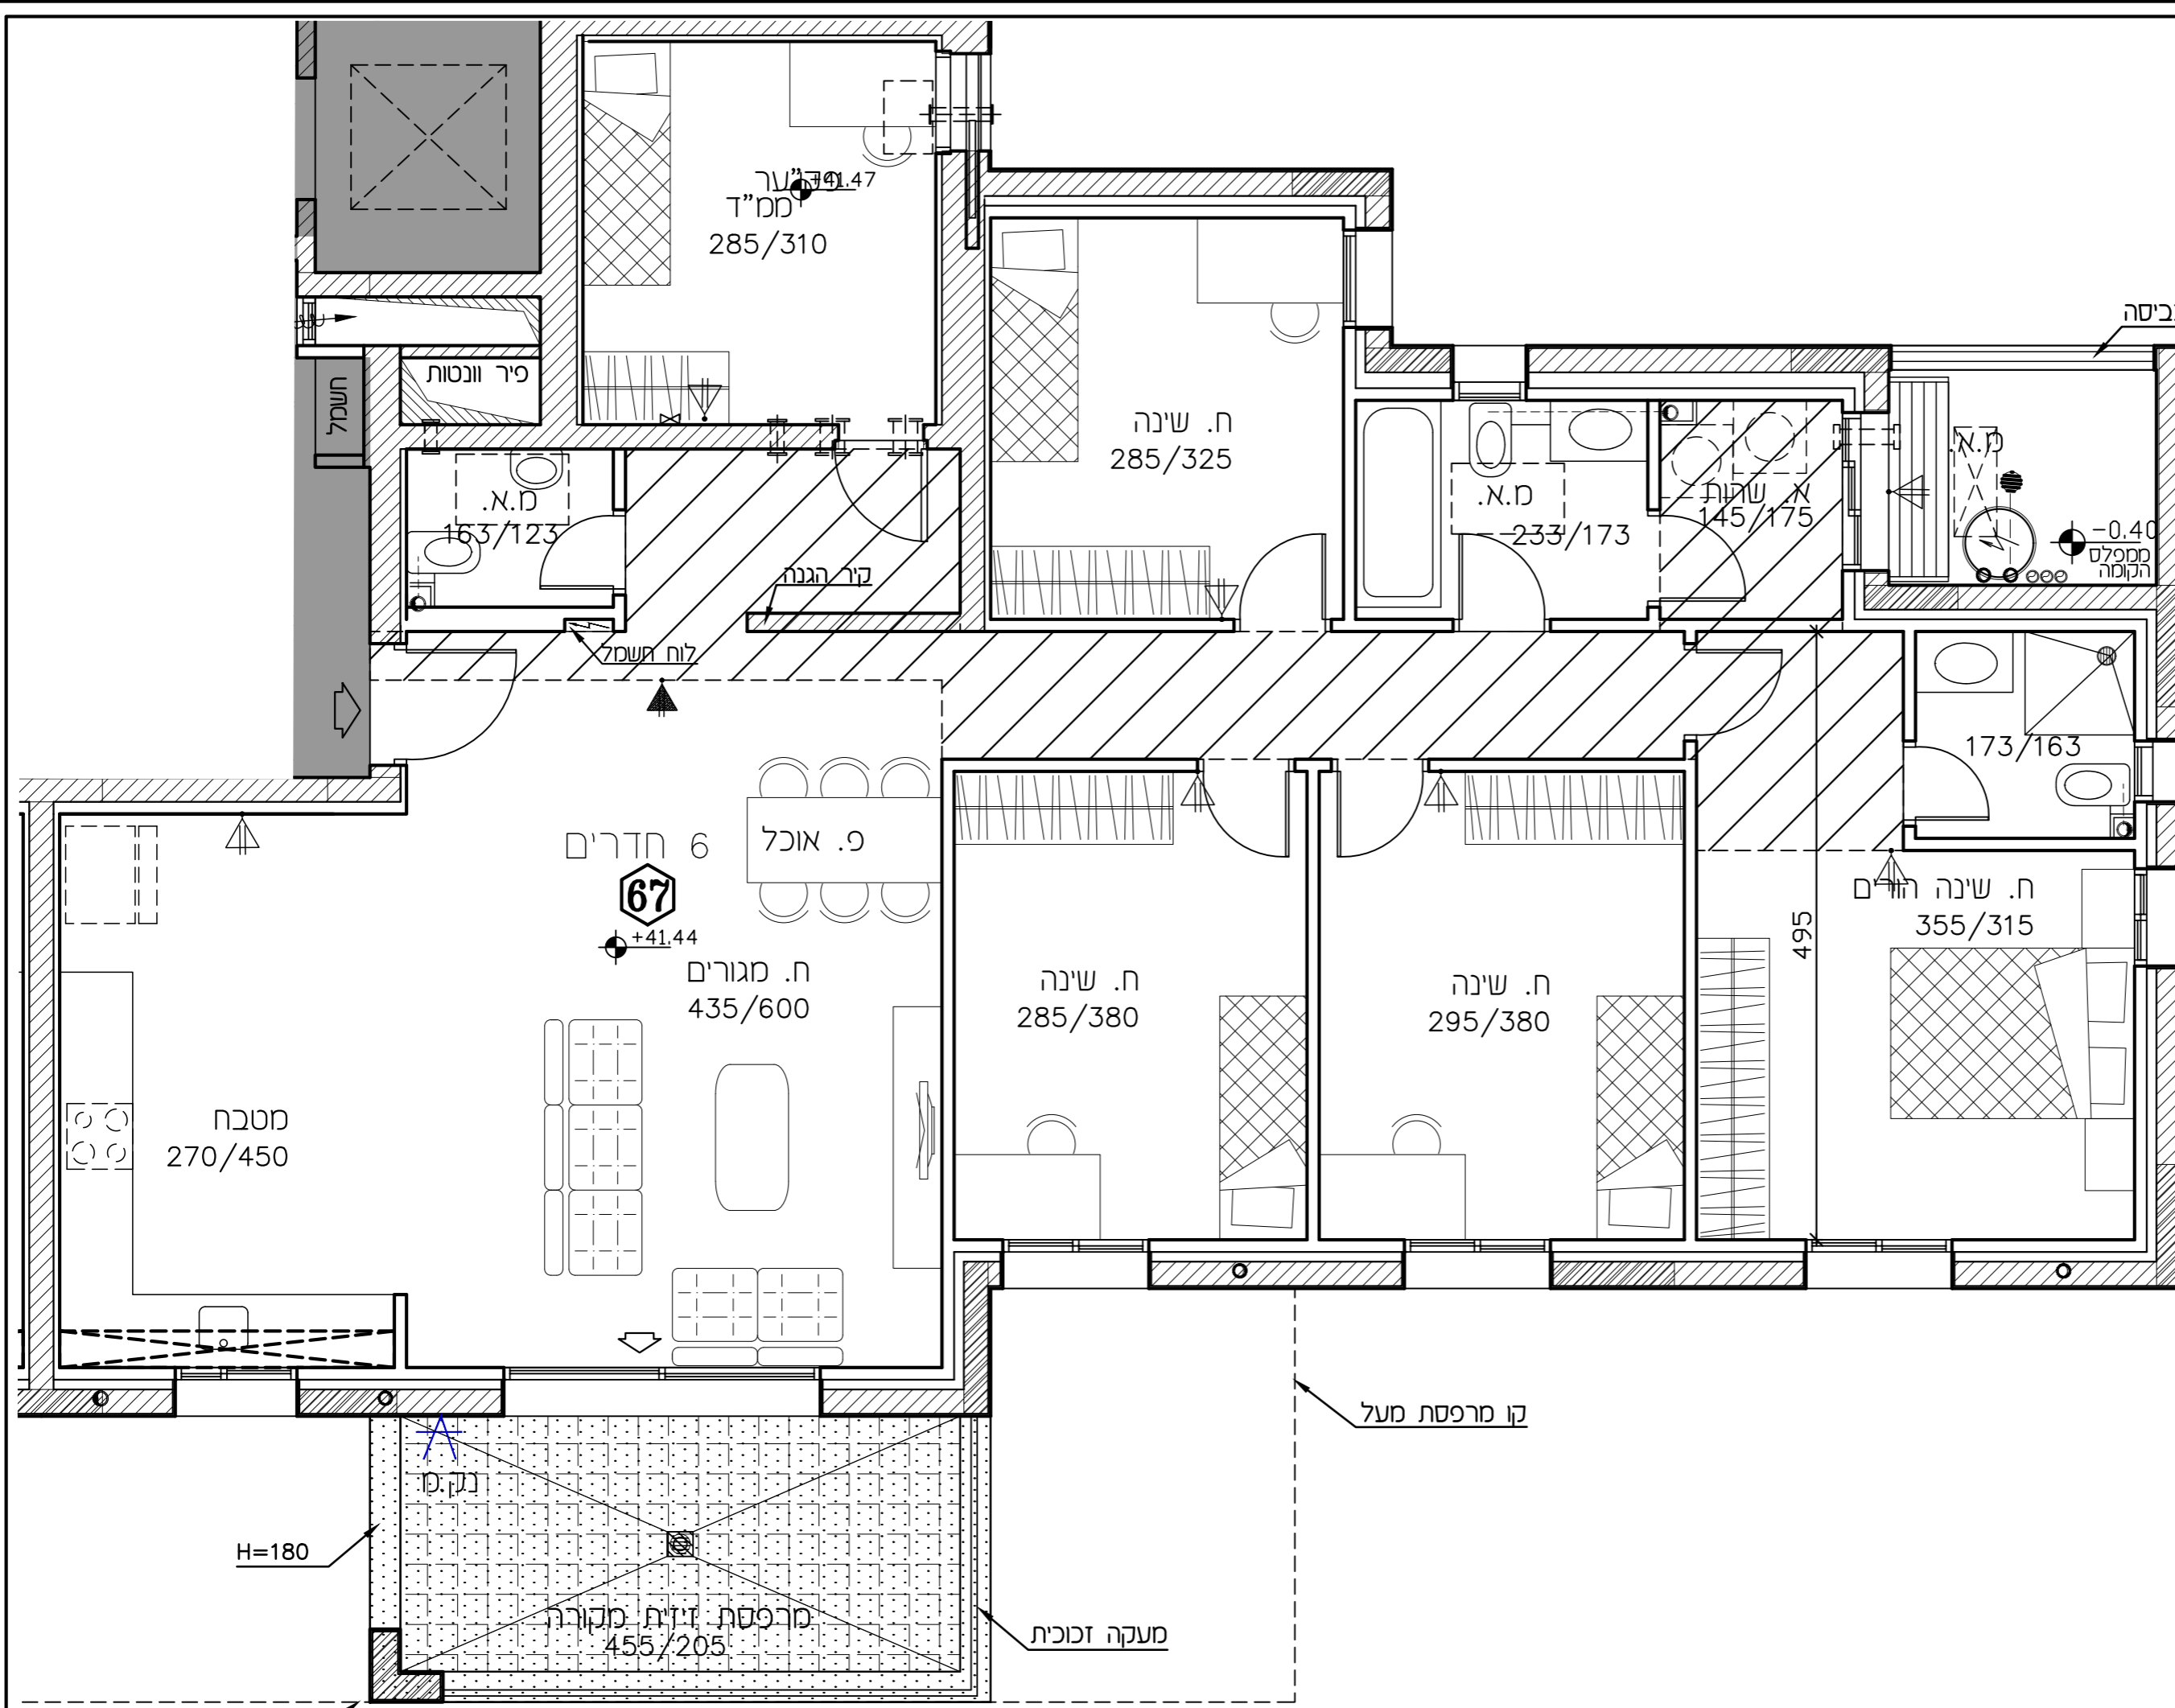 +41.47
ממ"ד
285/310
פיר וונטות
חשמל
מ.א.
163/123
קיר הגנה
לוח חשמל
ח. שינה
285/325
מ.א.
233/173
א. שרות
145/175
מ.א.
-0.40
ממפלס
הקומה
173/163
ח. שינה הורים
355/315
495
6 חדרים
67
+41.44
פ. אוכל
ח. מגורים
435/600
מטבח
270/450
ח. שינה
285/380
ח. שינה
295/380
קו מרפסת מעל
נק.מ
H=180
מרפסת זיזית מקורה
455/205
מעקה זכוכית